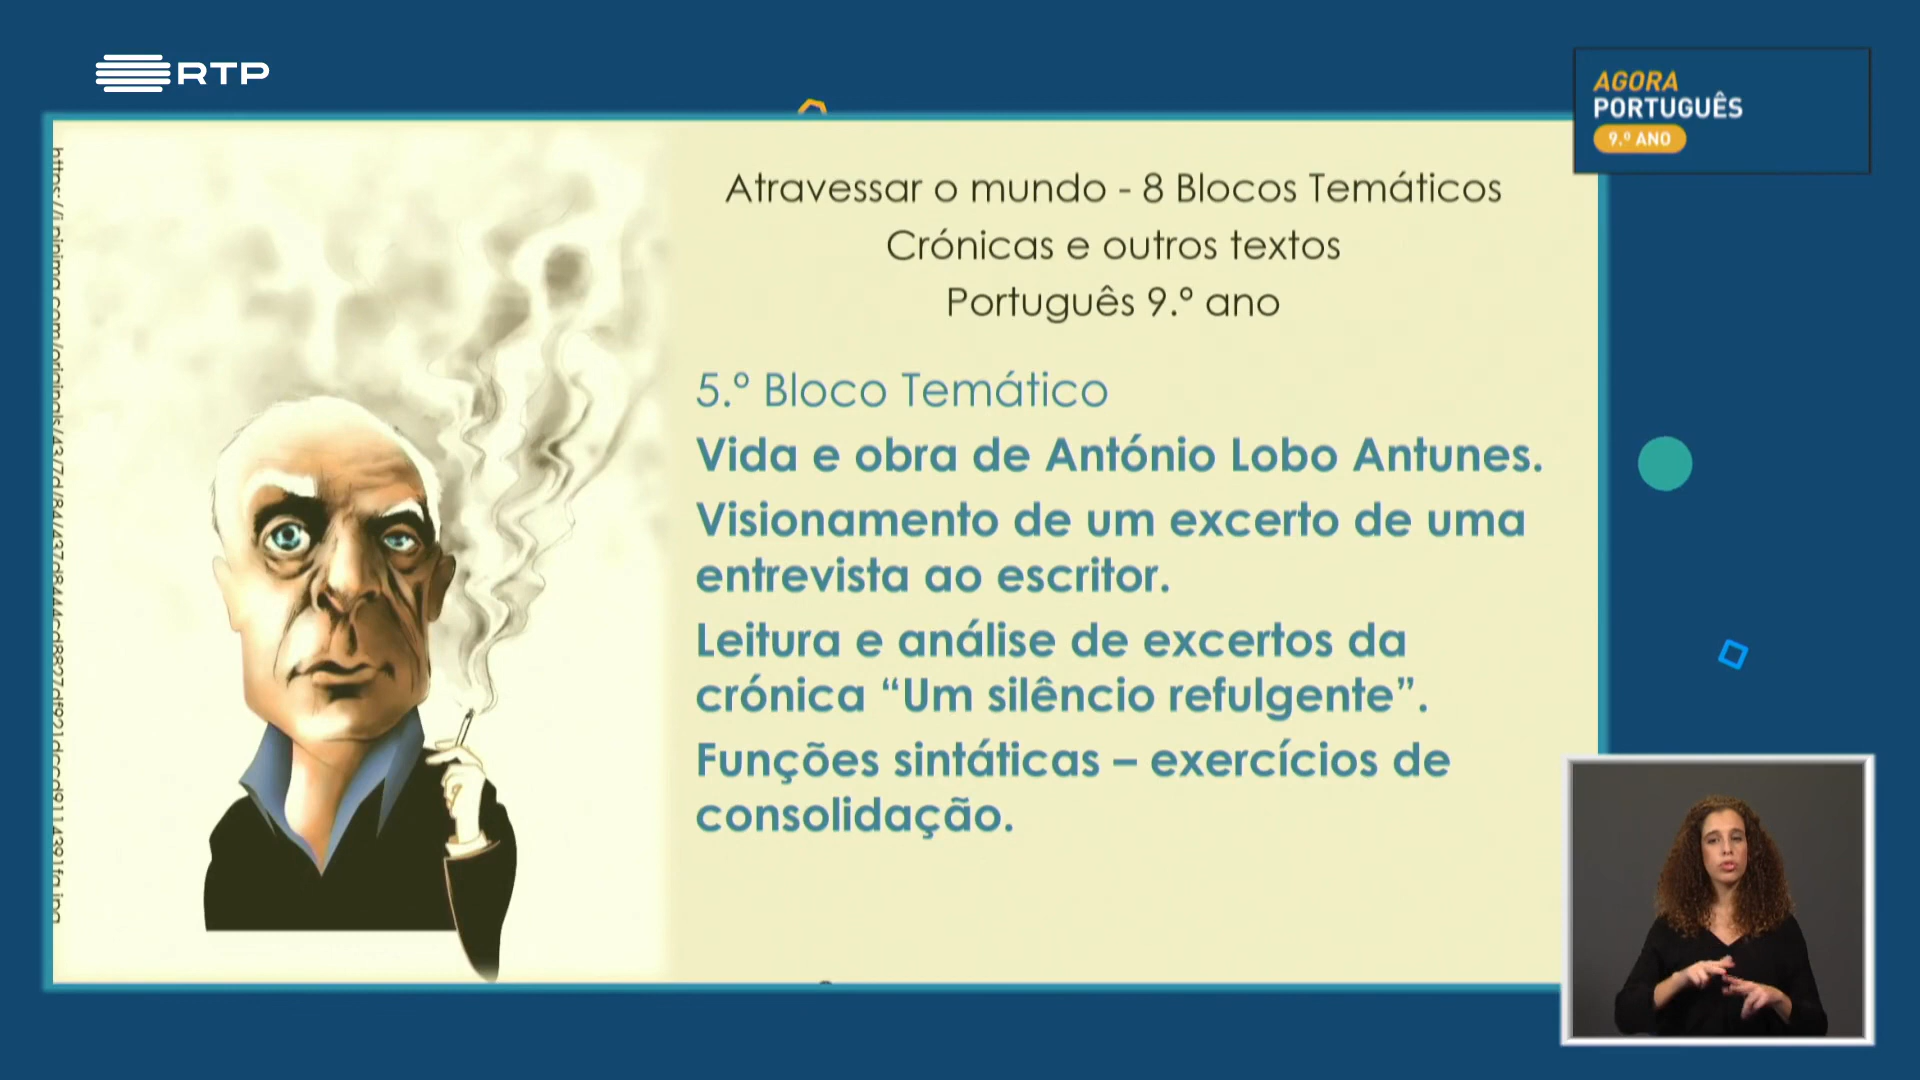 RTP
AGORA
PORTUGUÊS
9.º ANO
Atravessar o mundo - 8 Blocos Temáticos
Crónicas e outros textos
Português 9.º ano
5.º Bloco Temático
Vida e obra de António Lobo Antunes.
Visionamento de um excerto de uma
entrevista ao escritor.
Leitura e análise de excertos da
crónica “Um silêncio refulgente”.
Funções sintáticas – exercícios de
consolidação.